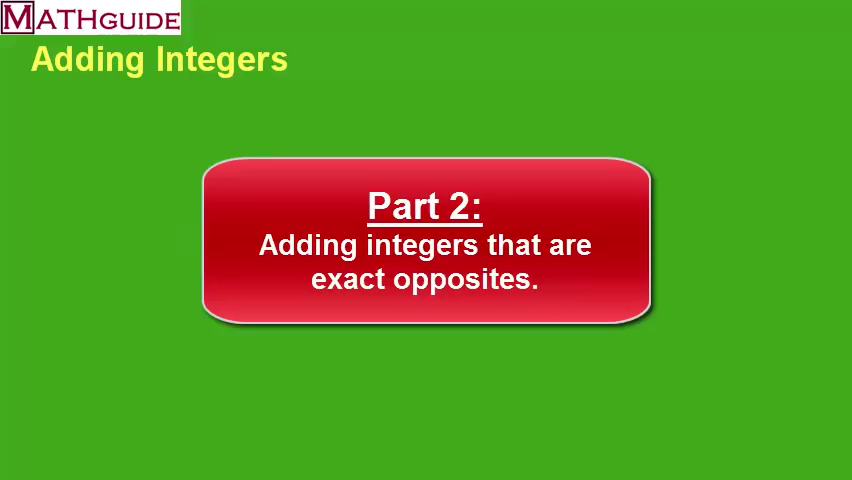 MATHGUIDE
Adding Integers
Part 2:
Adding integers that are
exact opposites.